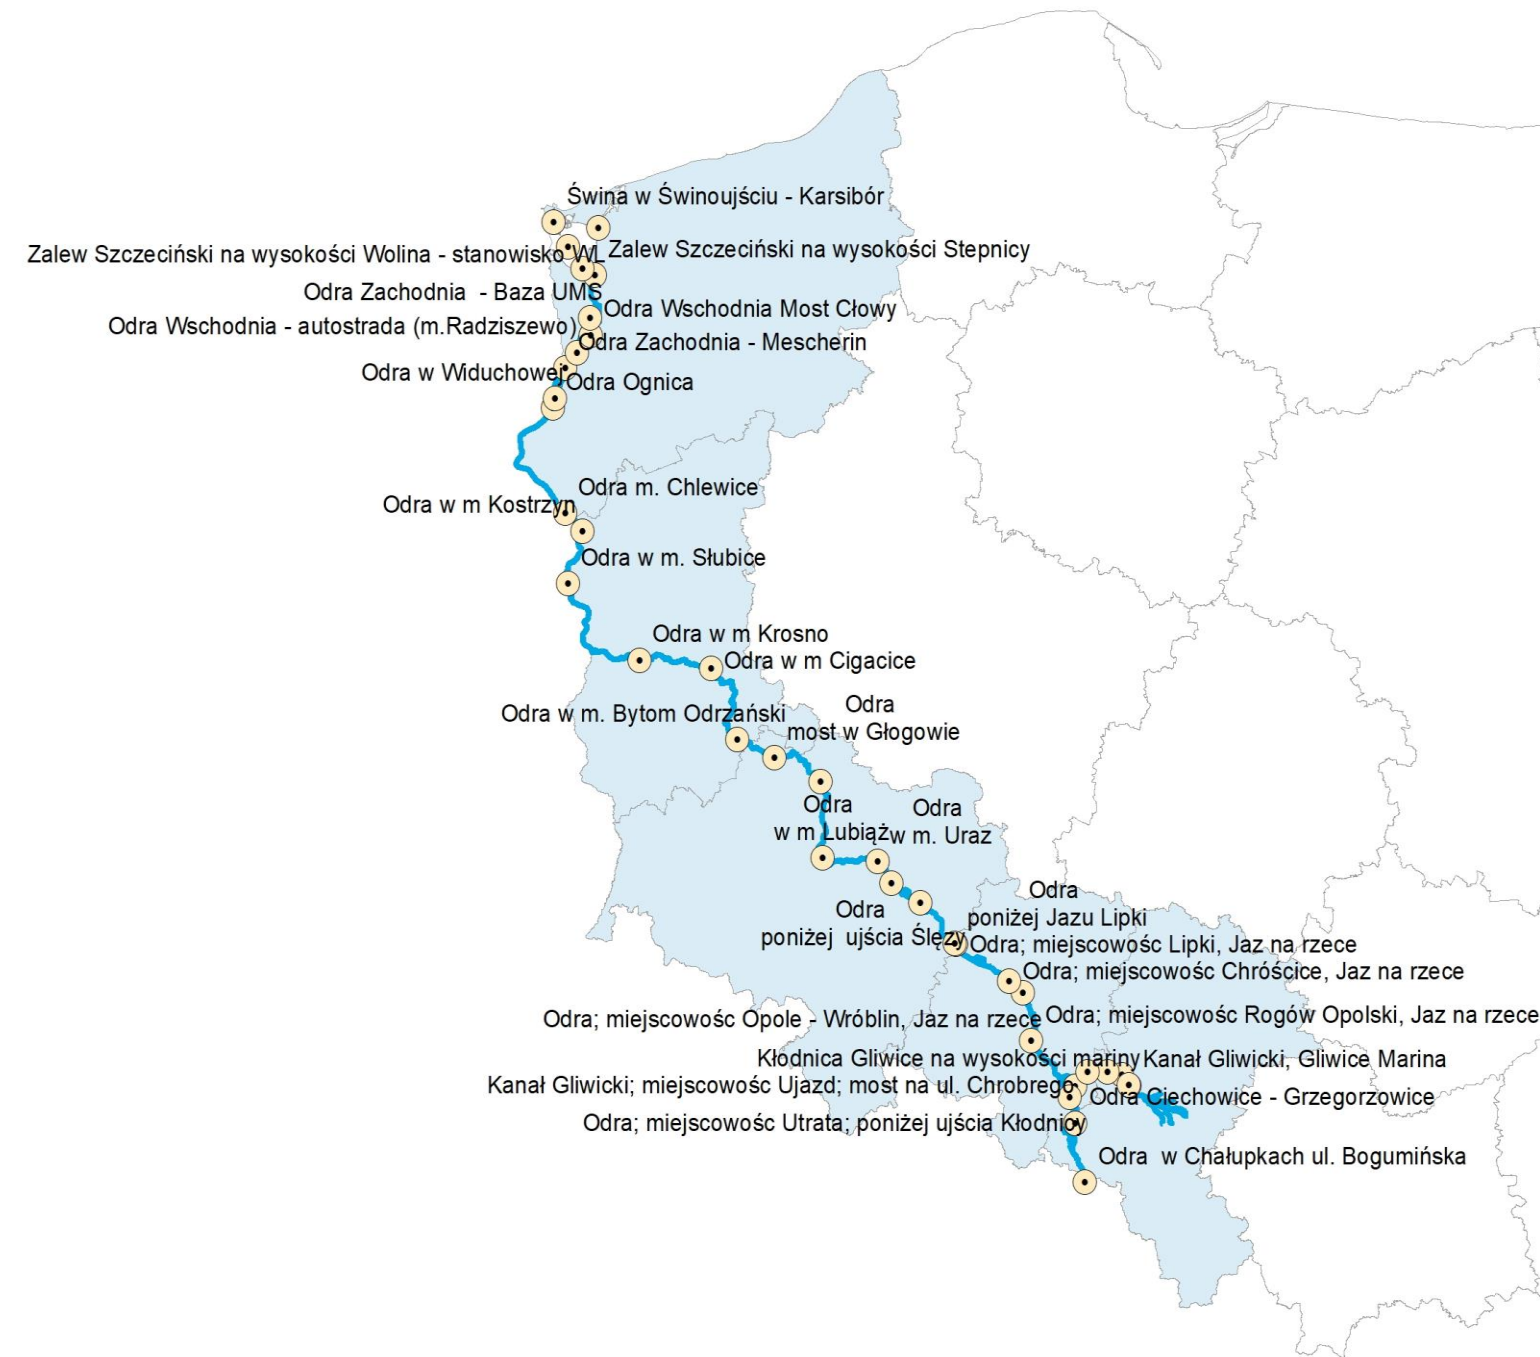 Świna w Świnoujściu - Karsibór
Zalew Szczeciński na wysokości Wolina - stanowisko WL
Zalew Szczeciński na wysokości Stepnicy
Odra Zachodnia - Baza UMS
Odra Wschodnia Most Cłowy
Odra Wschodnia - autostrada (m.Radziszewo)
Odra Zachodnia - Mescherin
Odra w Widuchowej
Odra Ognica
Odra m. Chlewice
Odra w m Kostrzyn
Odra w m. Słubice
Odra w m Krosno
Odra w m Cigacice
Odra w m. Bytom Odrzański
Odra
most w Głogowie
Odra
w m Lubiąż
Odra
w m. Uraz
Odra
poniżej ujścia Ślęzy
Odra
poniżej Jazu Lipki
Odra; miejscowośc Lipki, Jaz na rzece
Odra; miejscowośc Chróścice, Jaz na rzece
Odra; miejscowośc Opole - Wróblin, Jaz na rzece
Odra; miejscowośc Rogów Opolski, Jaz na rzece
Kłodnica Gliwice na wysokości mariny
Kanał Gliwicki, Gliwice Marina
Kanał Gliwicki; miejscowośc Ujazd; most na ul. Chrobrego
Odra Ciechowice - Grzegorzowice
Odra; miejscowośc Utrata; poniżej ujścia Kłodnicy
Odra w Chałupkach ul. Bogumińska